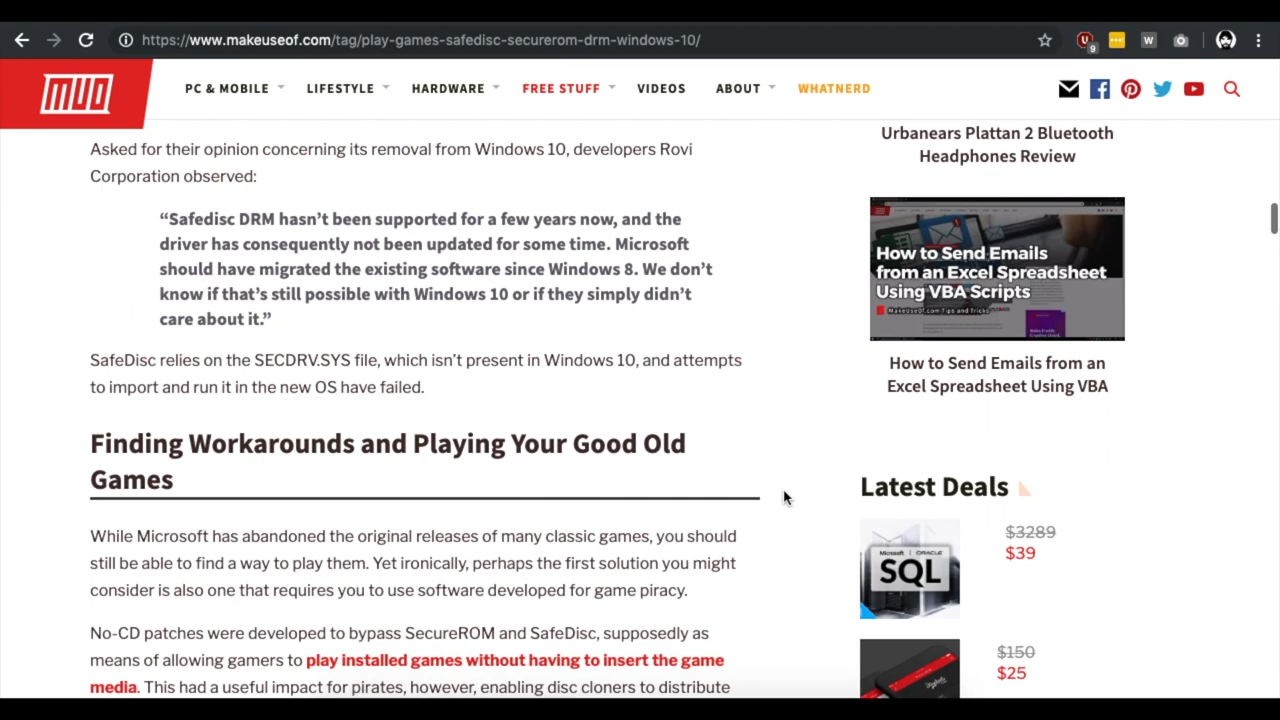 https://www.makeuseof.com/tag/play-games-safedisc-securerom-drm-windows-10/
9
W
MUO
PC & MOBILE
LIFESTYLE
HARDWARE
FREE STUFF
VIDEOS
ABOUT
WHATNERD
Asked for their opinion concerning its removal from Windows 10, developers Rovi
Corporation observed:
“Safedisc DRM hasn’t been supported for a few years now, and the
driver has consequently not been updated for some time. Microsoft
should have migrated the existing software since Windows 8. We don’t
know if that’s still possible with Windows 10 or if they simply didn’t
care about it.”
SafeDisc relies on the SECDRV.SYS file, which isn’t present in Windows 10, and attempts
to import and run it in the new OS have failed.
Finding Workarounds and Playing Your Good Old
Games
While Microsoft has abandoned the original releases of many classic games, you should
still be able to find a way to play them. Yet ironically, perhaps the first solution you might
consider is also one that requires you to use software developed for game piracy.
No-CD patches were developed to bypass SecureROM and SafeDisc, supposedly as
means of allowing gamers to play installed games without having to insert the game
media. This had a useful impact for pirates, however, enabling disc cloners to distribute
Urbanears Plattan 2 Bluetooth
Headphones Review
How to Send Emails
from an Excel Spreadsheet
Using VBA Scripts
MakeUseOf.com Tips and Tricks
How to Send Emails from an
Excel Spreadsheet Using VBA
Latest Deals
Microsoft | ORACLE
SQL
$3289
$39
$150
$25